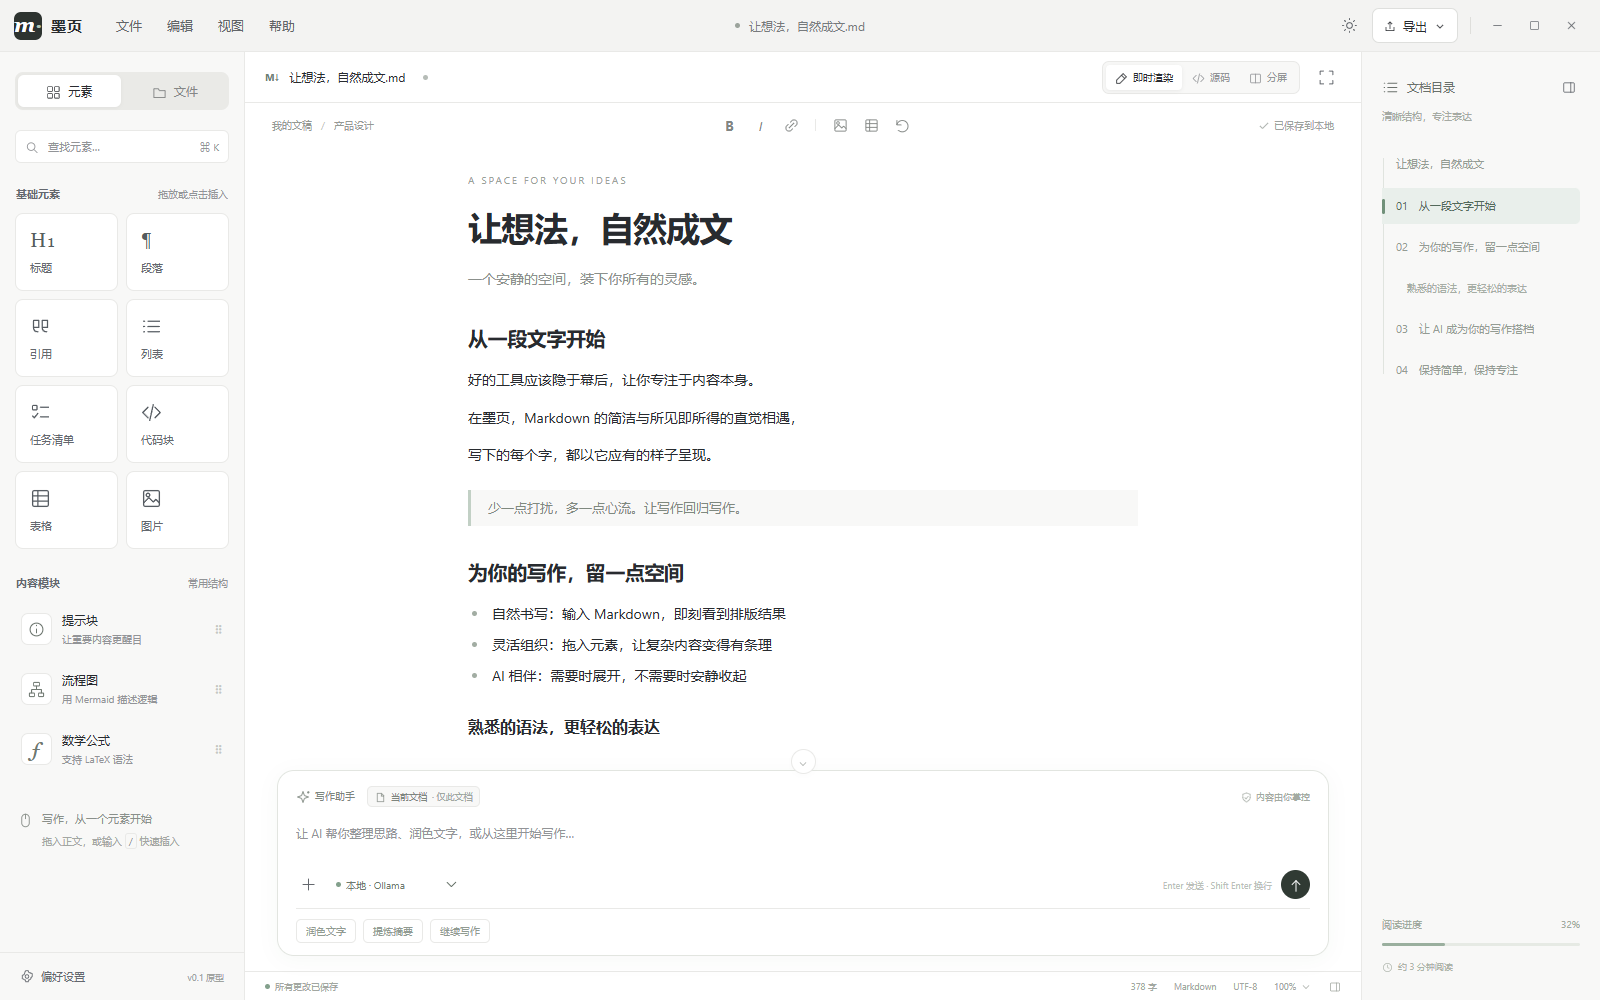 m· 墨页 文件 编辑 视图 帮助
让想法，自然成文.md
导出
元素 文件
查找元素... ⌘ K
基础元素 拖放或点击插入
H1 ¶
标题 段落
引用 列表
任务清单 代码块
表格 图片
内容模块 常用结构
提示块
让重要内容更醒目
流程图
用 Mermaid 描述逻辑
数学公式
支持 LaTeX 语法
写作，从一个元素开始
拖入正文，或输入 / 快速插入
偏好设置 v0.1 原型
M↓ 让想法，自然成文.md
即时渲染 源码 分屏
我的文稿 / 产品设计
B I
已保存到本地
A SPACE FOR YOUR IDEAS
让想法，自然成文
一个安静的空间，装下你所有的灵感。
从一段文字开始
好的工具应该隐于幕后，让你专注于内容本身。
在墨页，Markdown 的简洁与所见即所得的直觉相遇，
写下的每个字，都以它应有的样子呈现。
少一点打扰，多一点心流。让写作回归写作。
为你的写作，留一点空间
自然书写：输入 Markdown，即刻看到排版结果
灵活组织：拖入元素，让复杂内容变得有条理
AI 相伴：需要时展开，不需要时安静收起
熟悉的语法，更轻松的表达
写作助手 当前文档 · 仅此文档 内容由你掌控
让 AI 帮你整理思路、润色文字，或从这里开始写作...
本地 · Ollama
Enter 发送 · Shift Enter 换行
润色文字 提炼摘要 继续写作
所有更改已保存
378 字 Markdown UTF-8 100%
文档目录
清晰结构，专注表达
让想法，自然成文
01 从一段文字开始
02 为你的写作，留一点空间
熟悉的语法，更轻松的表达
03 让 AI 成为你的写作搭档
04 保持简单，保持专注
阅读进度 32%
约 3 分钟阅读